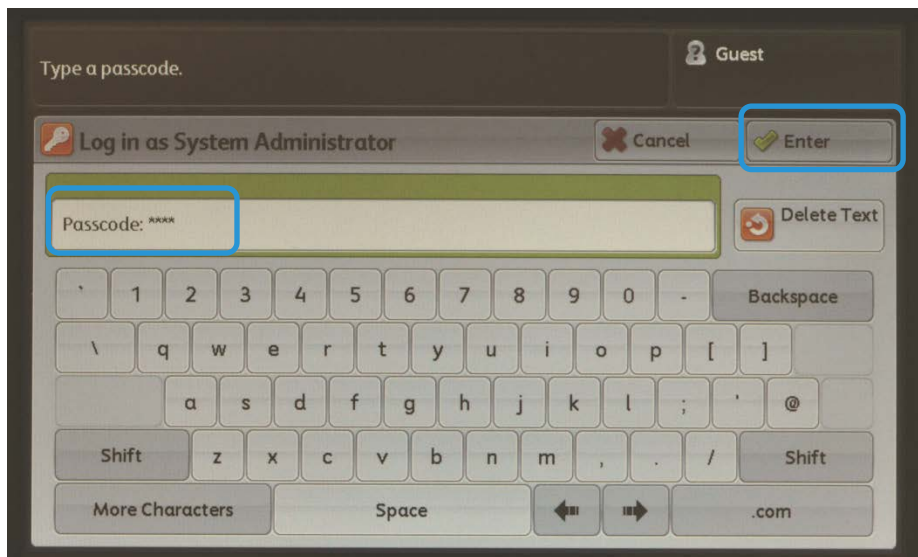 Type a passcode.
Guest
Log in as System Administrator Cancel Enter
Passcode: ****
Delete Text
` 1 2 3 4 5 6 7 8 9 0 - Backspace
\ q w e r t y u i o p [ ]
a s d f g h j k l ; ' @
Shift z x c v b n m , . / Shift
More Characters Space .com